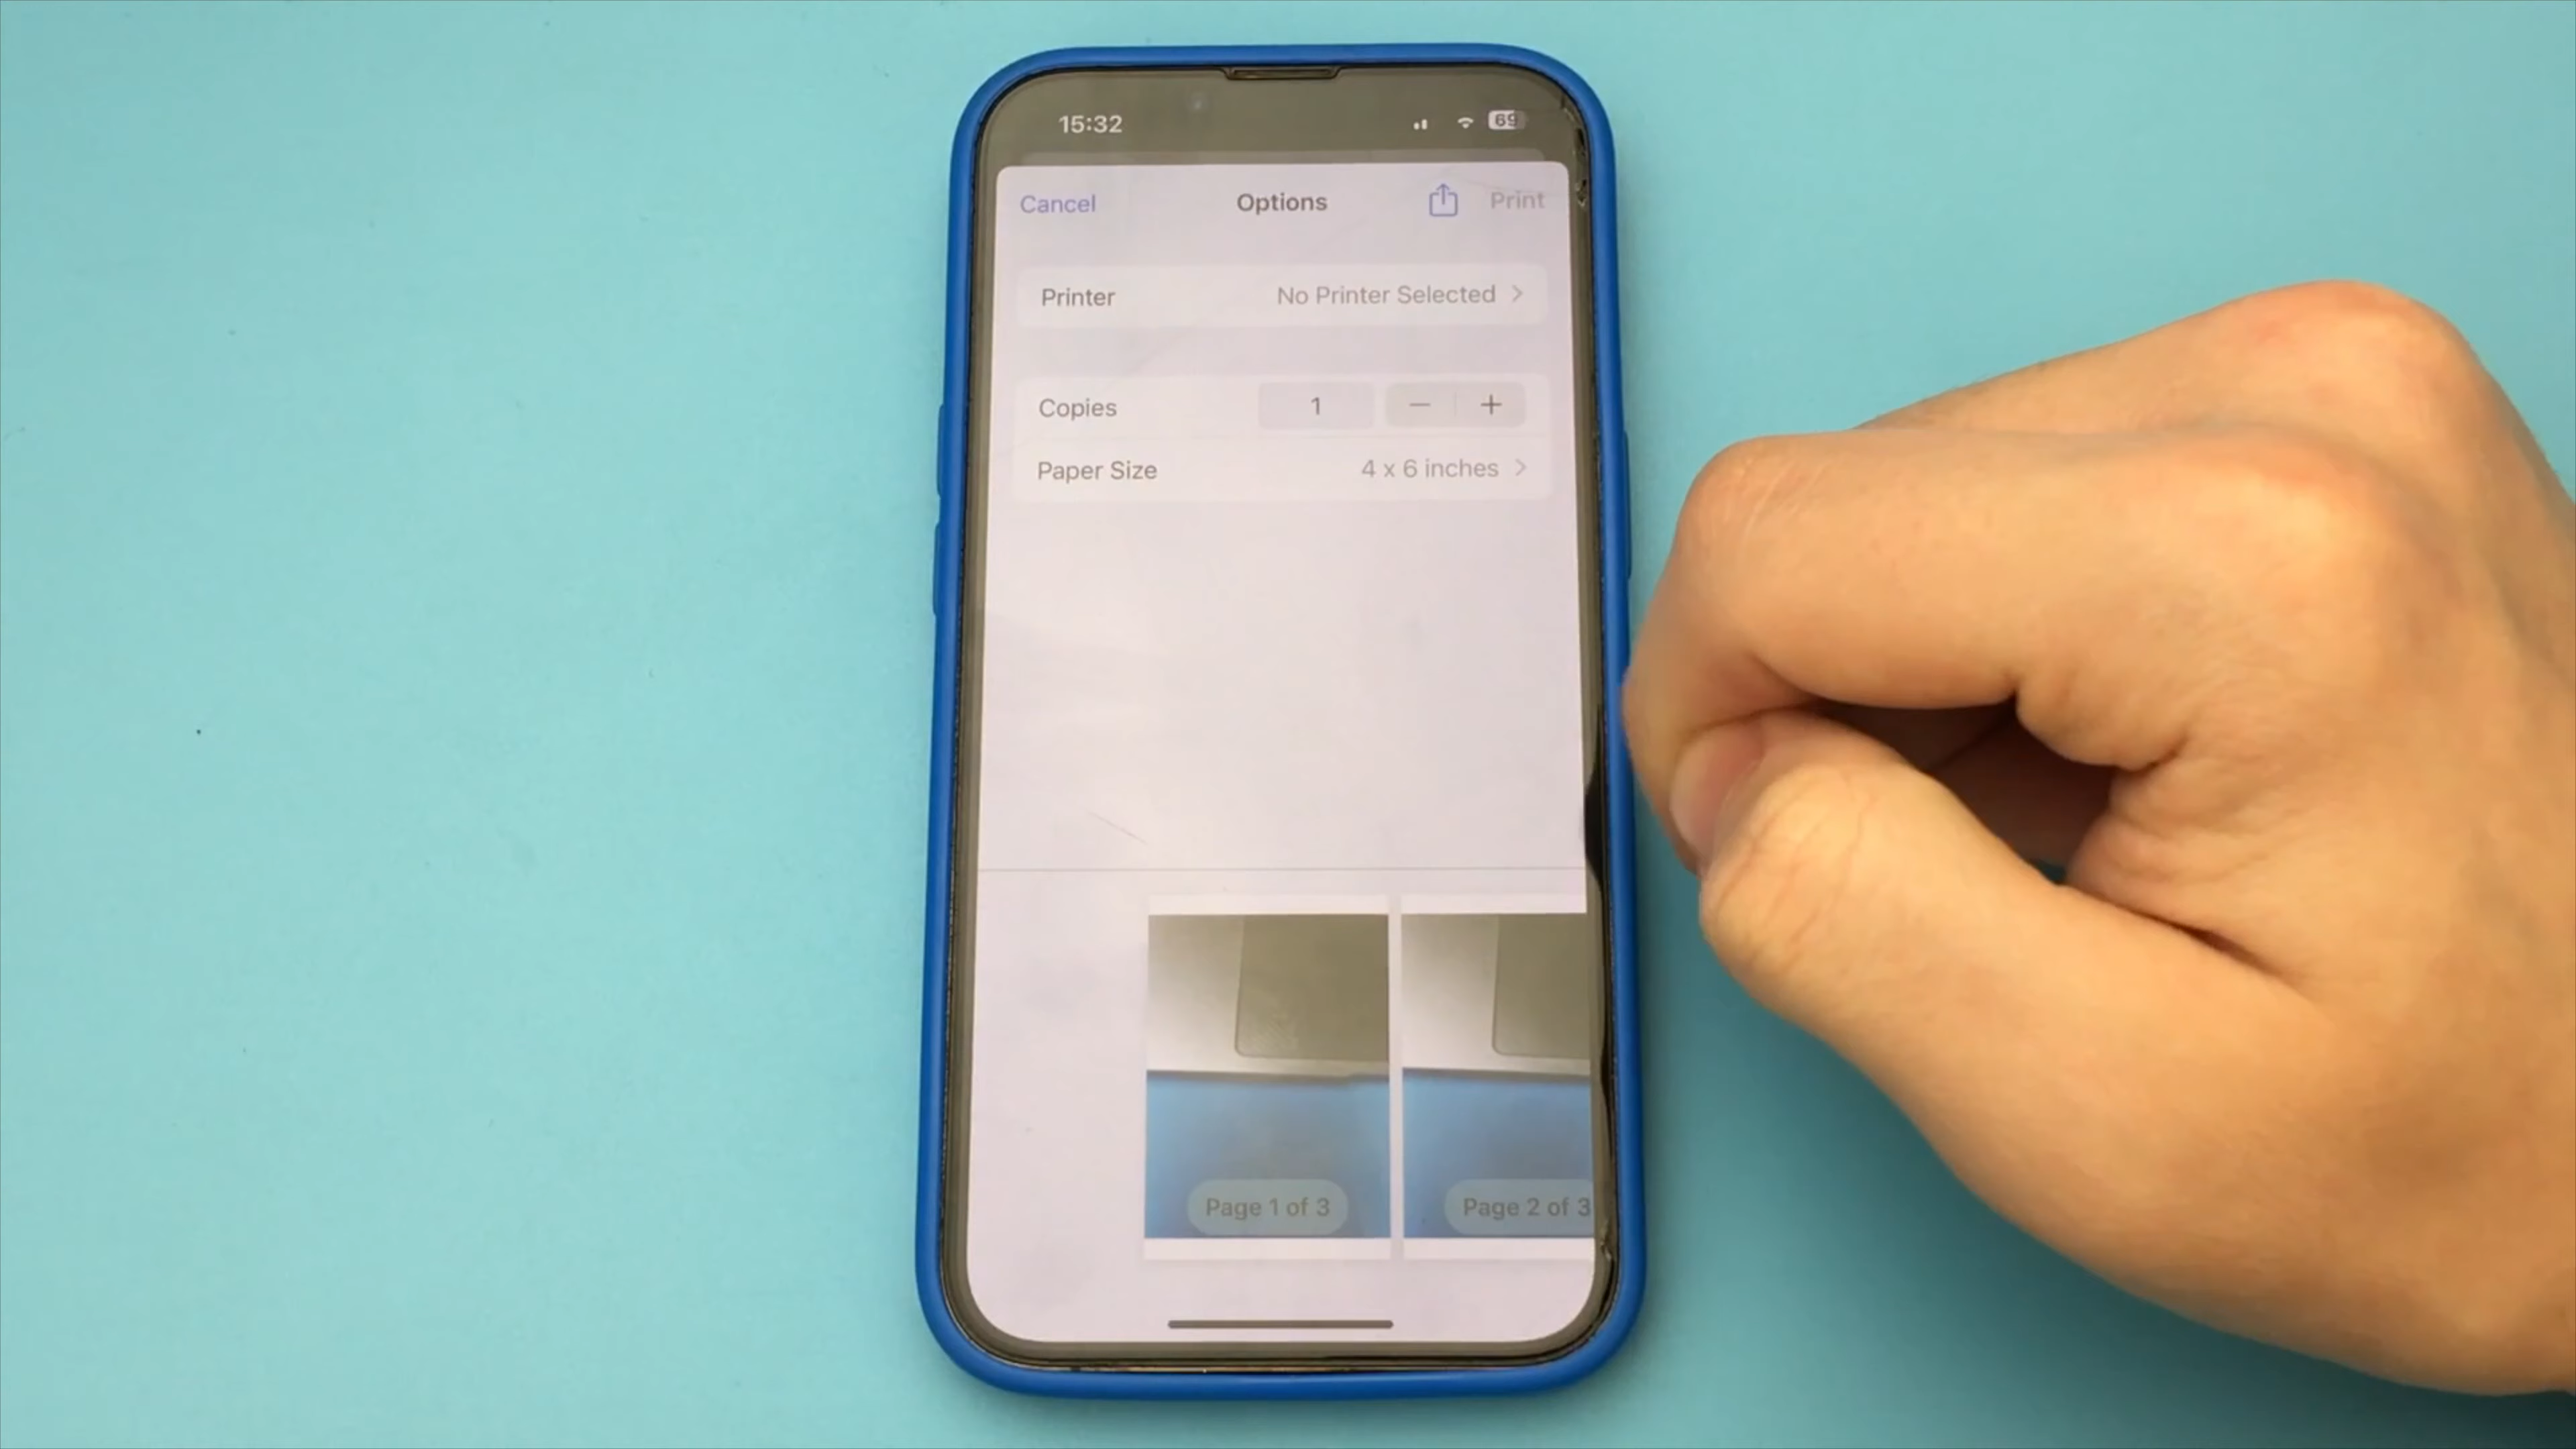 15:32 69
Cancel Options Print
Printer No Printer Selected
Copies 1 − +
Paper Size 4 x 6 inches
Page 1 of 3 Page 2 of 3